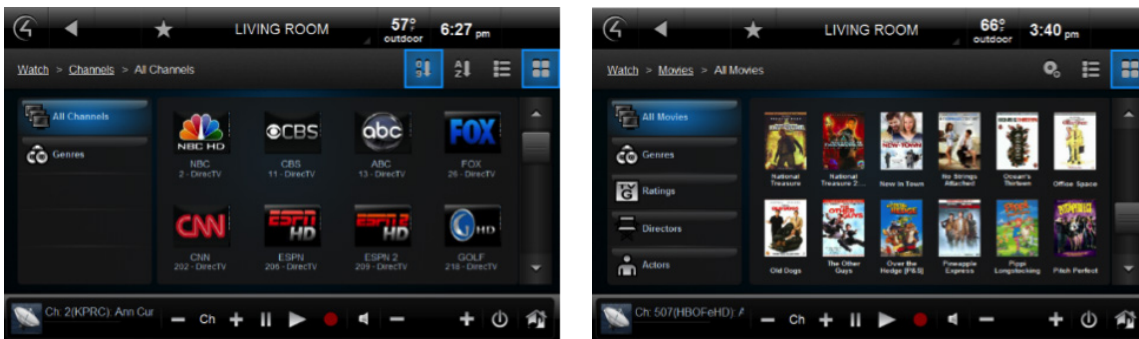 LIVING ROOM
57°F outdoor
6:27 pm
Watch > Channels > All Channels
All Channels
Genres
NBC HD
CBS
abc
FOX
NBC
2 - DirecTV
CBS
11 - DirecTV
ABC
13 - DirecTV
FOX
26 - DirecTV
CNN
ESPN HD
ESPN 2 HD
HD
CNN
202 - DirecTV
ESPN
206 - DirecTV
ESPN 2
209 - DirecTV
GOLF
218 - DirecTV
Ch: 2(KPRC): Ann Cur
Ch
LIVING ROOM
66°F outdoor
3:40 pm
Watch > Movies > All Movies
All Movies
Genres
Ratings
Directors
Actors
National Treasure
National Treasure 2...
New in Town
No Strings Attached
Ocean's Thirteen
Office Space
Old Dogs
The Other Guys
Over the Hedge [P&S]
Pineapple Express
Pippi Longstocking
Pitch Perfect
Ch: 507(HBOFeHD): A
Ch